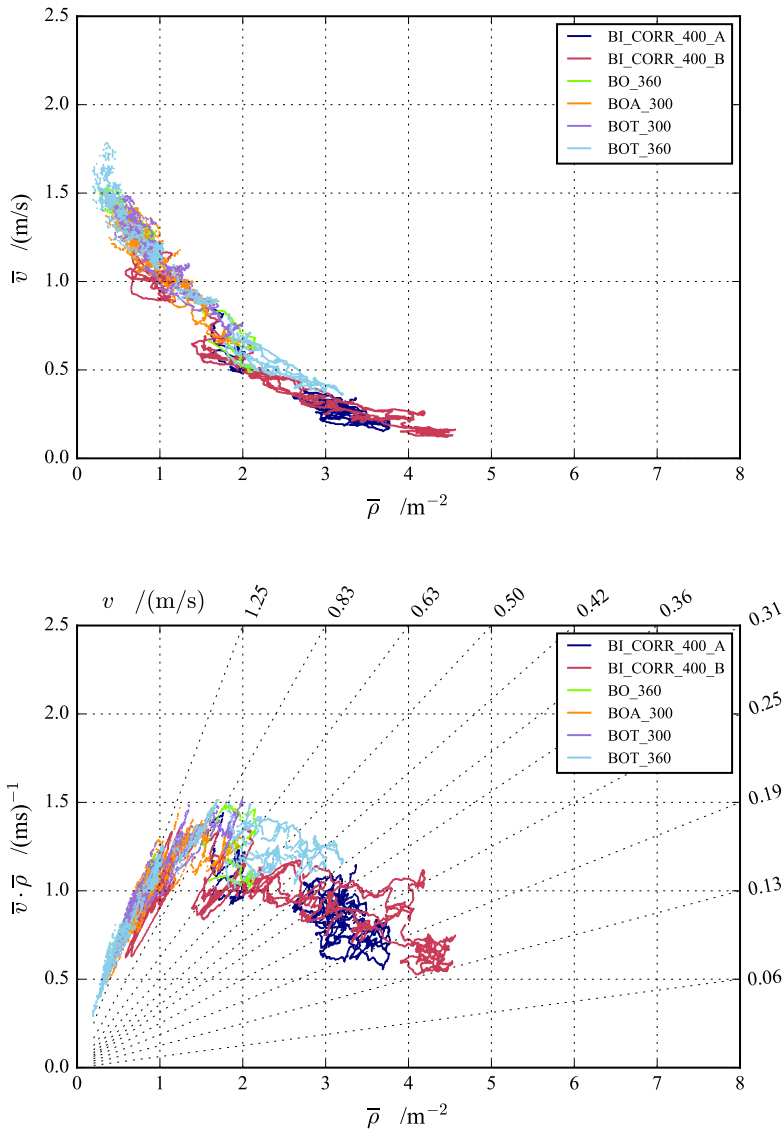 2.5
2.0
1.5
1.0
0.5
0.0
v̅ /(m/s)
BI_CORR_400_A
BI_CORR_400_B
BO_360
BOA_300
BOT_300
BOT_360
0 1 2 3 4 5 6 7 8
ρ̅ /m⁻²
v /(m/s)
1.25 0.83 0.63 0.50 0.42 0.36 0.31
0.25
0.19
0.13
0.06
2.5
2.0
1.5
1.0
0.5
0.0
v̅ · ρ̅ /(ms)⁻¹
BI_CORR_400_A
BI_CORR_400_B
BO_360
BOA_300
BOT_300
BOT_360
0 1 2 3 4 5 6 7 8
ρ̅ /m⁻²